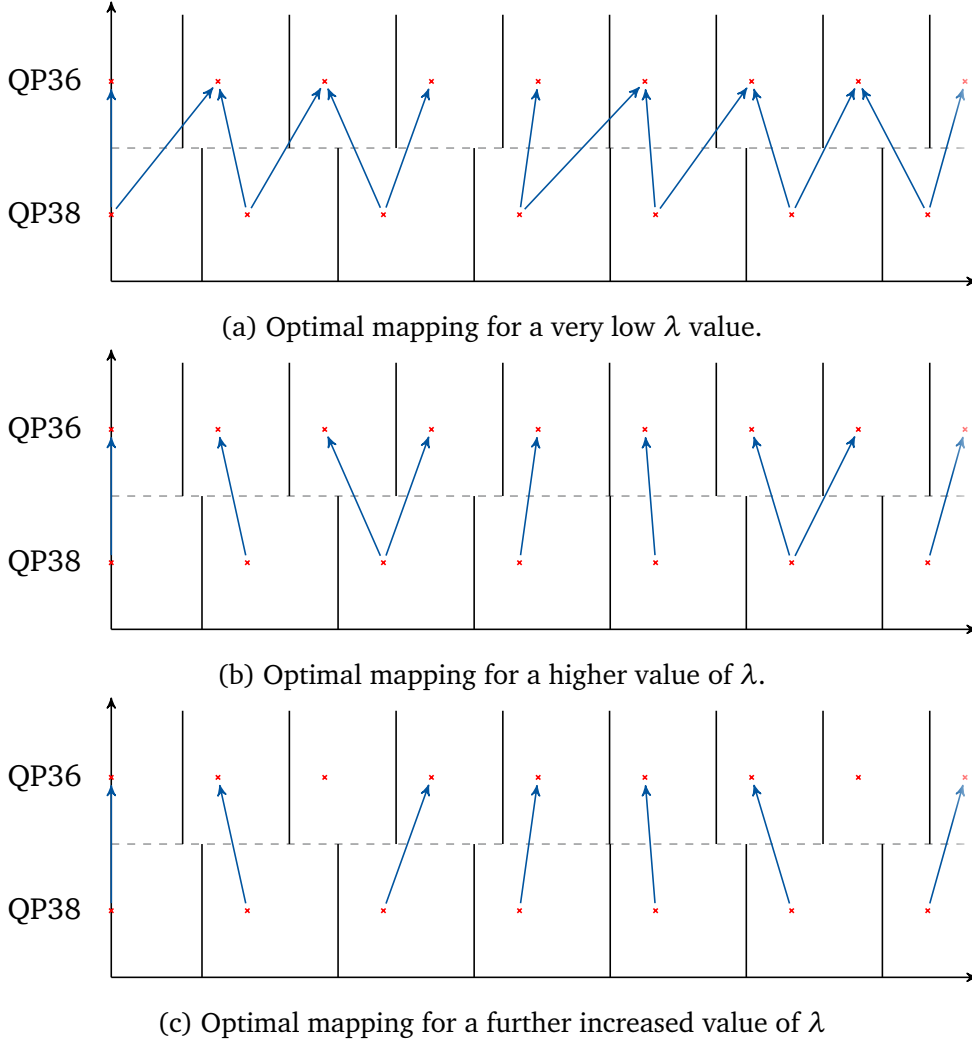 QP36
QP38
(a) Optimal mapping for a very low λ value.
QP36
QP38
(b) Optimal mapping for a higher value of λ.
QP36
QP38
(c) Optimal mapping for a further increased value of λ